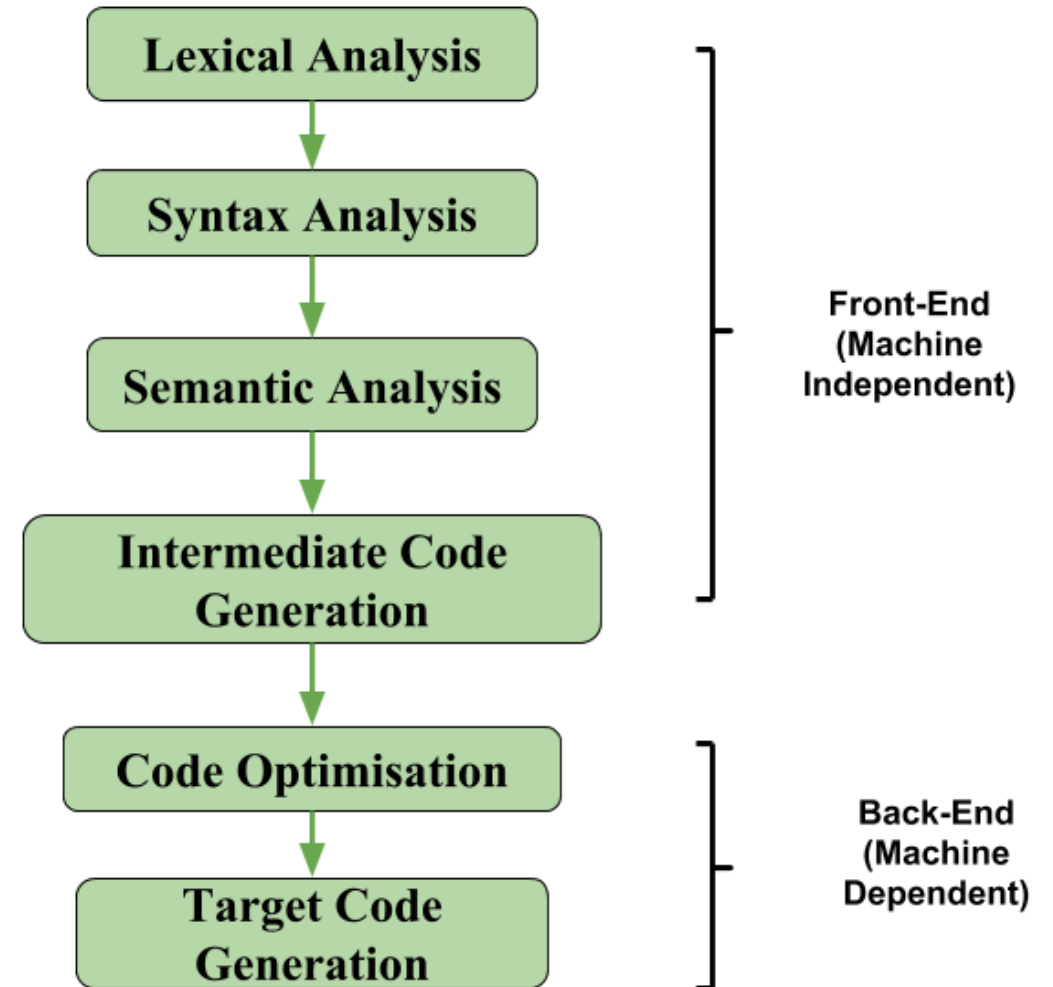 Lexical Analysis
Syntax Analysis
Semantic Analysis
Intermediate Code
Generation
Code Optimisation
Target Code
Generation
Front-End
(Machine
Independent)
Back-End
(Machine
Dependent)